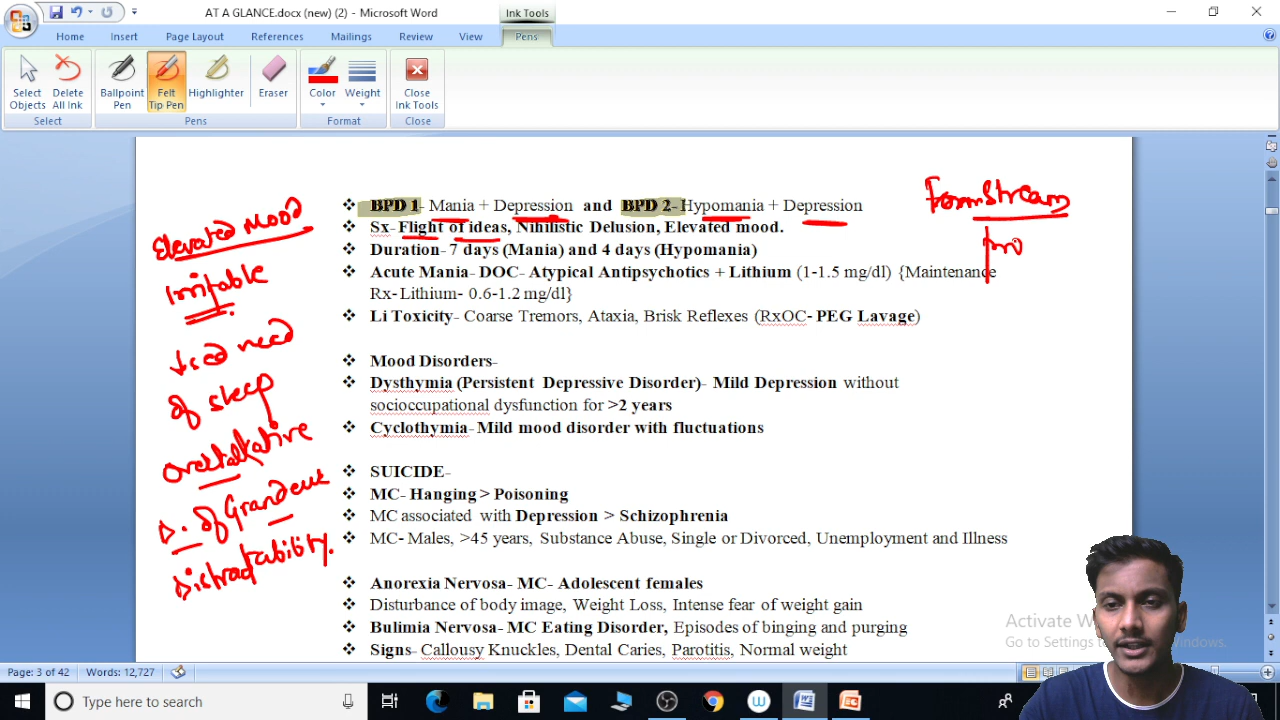 AT A GLANCE.docx (new) (2) - Microsoft Word
Ink Tools
Home Insert Page Layout References Mailings Review View Pens
Select Objects
Delete All Ink
Ballpoint Pen
Felt Tip Pen
Highlighter
Eraser
Color
Weight
Close Ink Tools
Select Pens Format Close
❖ BPD 1- Mania + Depression and BPD 2- Hypomania + Depression
❖ Sx- Flight of ideas, Nihilistic Delusion, Elevated mood.
❖ Duration- 7 days (Mania) and 4 days (Hypomania)
❖ Acute Mania- DOC- Atypical Antipsychotics + Lithium (1-1.5 mg/dl) {Maintenance
Rx- Lithium- 0.6-1.2 mg/dl}
❖ Li Toxicity- Coarse Tremors, Ataxia, Brisk Reflexes (RxOC- PEG Lavage)
❖ Mood Disorders-
❖ Dysthymia (Persistent Depressive Disorder)- Mild Depression without
socioccupational dysfunction for >2 years
❖ Cyclothymia- Mild mood disorder with fluctuations
❖ SUICIDE-
❖ MC- Hanging > Poisoning
❖ MC associated with Depression > Schizophrenia
❖ MC- Males, >45 years, Substance Abuse, Single or Divorced, Unemployment and Illness
❖ Anorexia Nervosa- MC- Adolescent females
❖ Disturbance of body image, Weight Loss, Intense fear of weight gain
❖ Bulimia Nervosa- MC Eating Disorder, Episodes of binging and purging
❖ Signs- Callousy Knuckles, Dental Caries, Parotitis, Normal weight
Elevated Mood
Irritable
↓sed need
of sleep
D. of Grandeur
Distractability.
Stream
Activate W
Go to Settings to Windows.
Page: 3 of 42 Words: 12,727
Type here to search